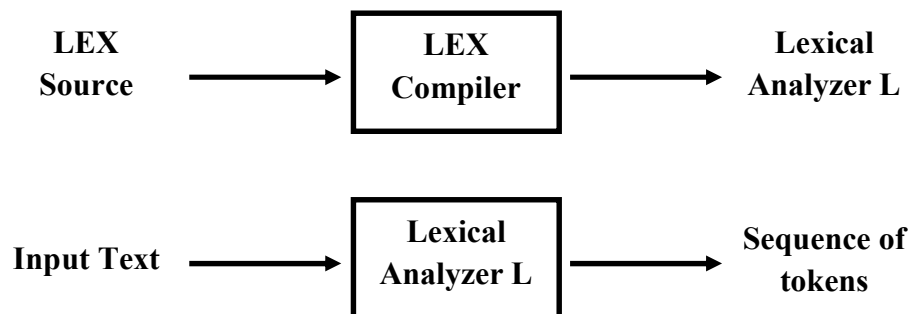 LEX
Source
LEX
Compiler
Lexical
Analyzer L
Input Text
Lexical
Analyzer L
Sequence of
tokens